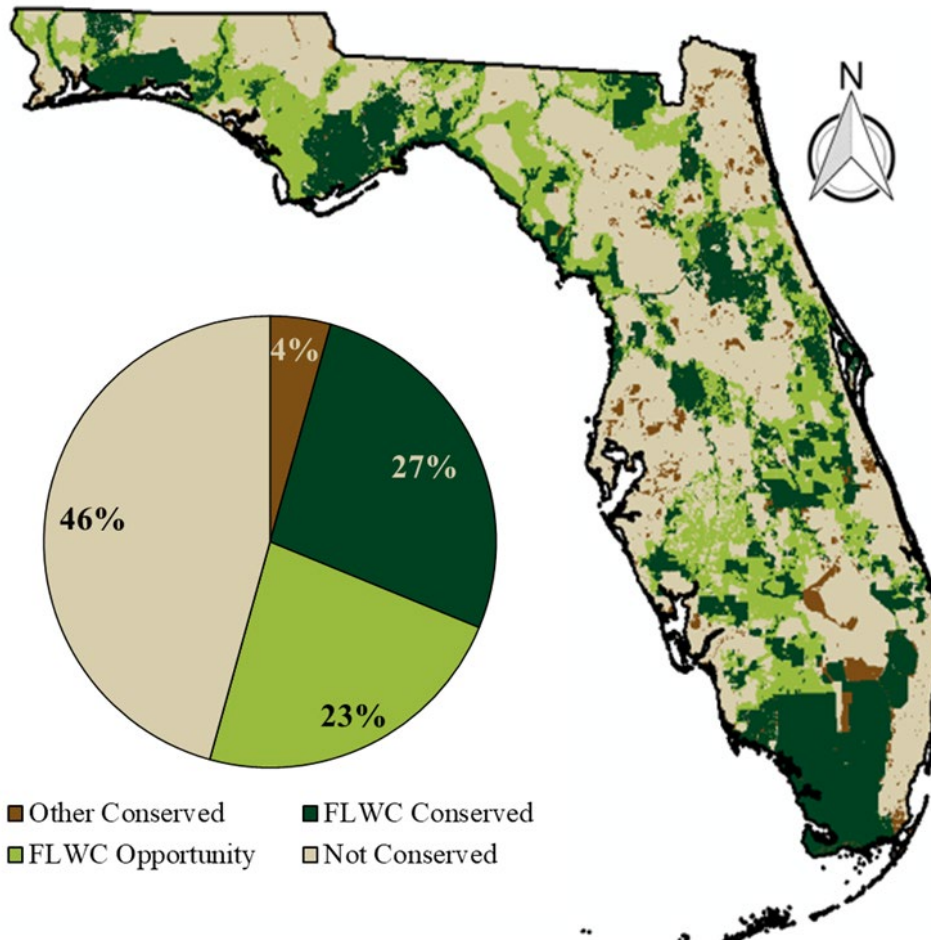 N
4%
27%
46%
23%
Other Conserved
FLWC Conserved
FLWC Opportunity
Not Conserved